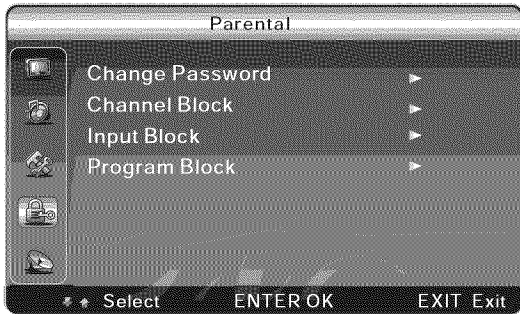 Parental
Change Password
Channel Block
Input Block
Program Block
Select ENTER OK EXIT Exit